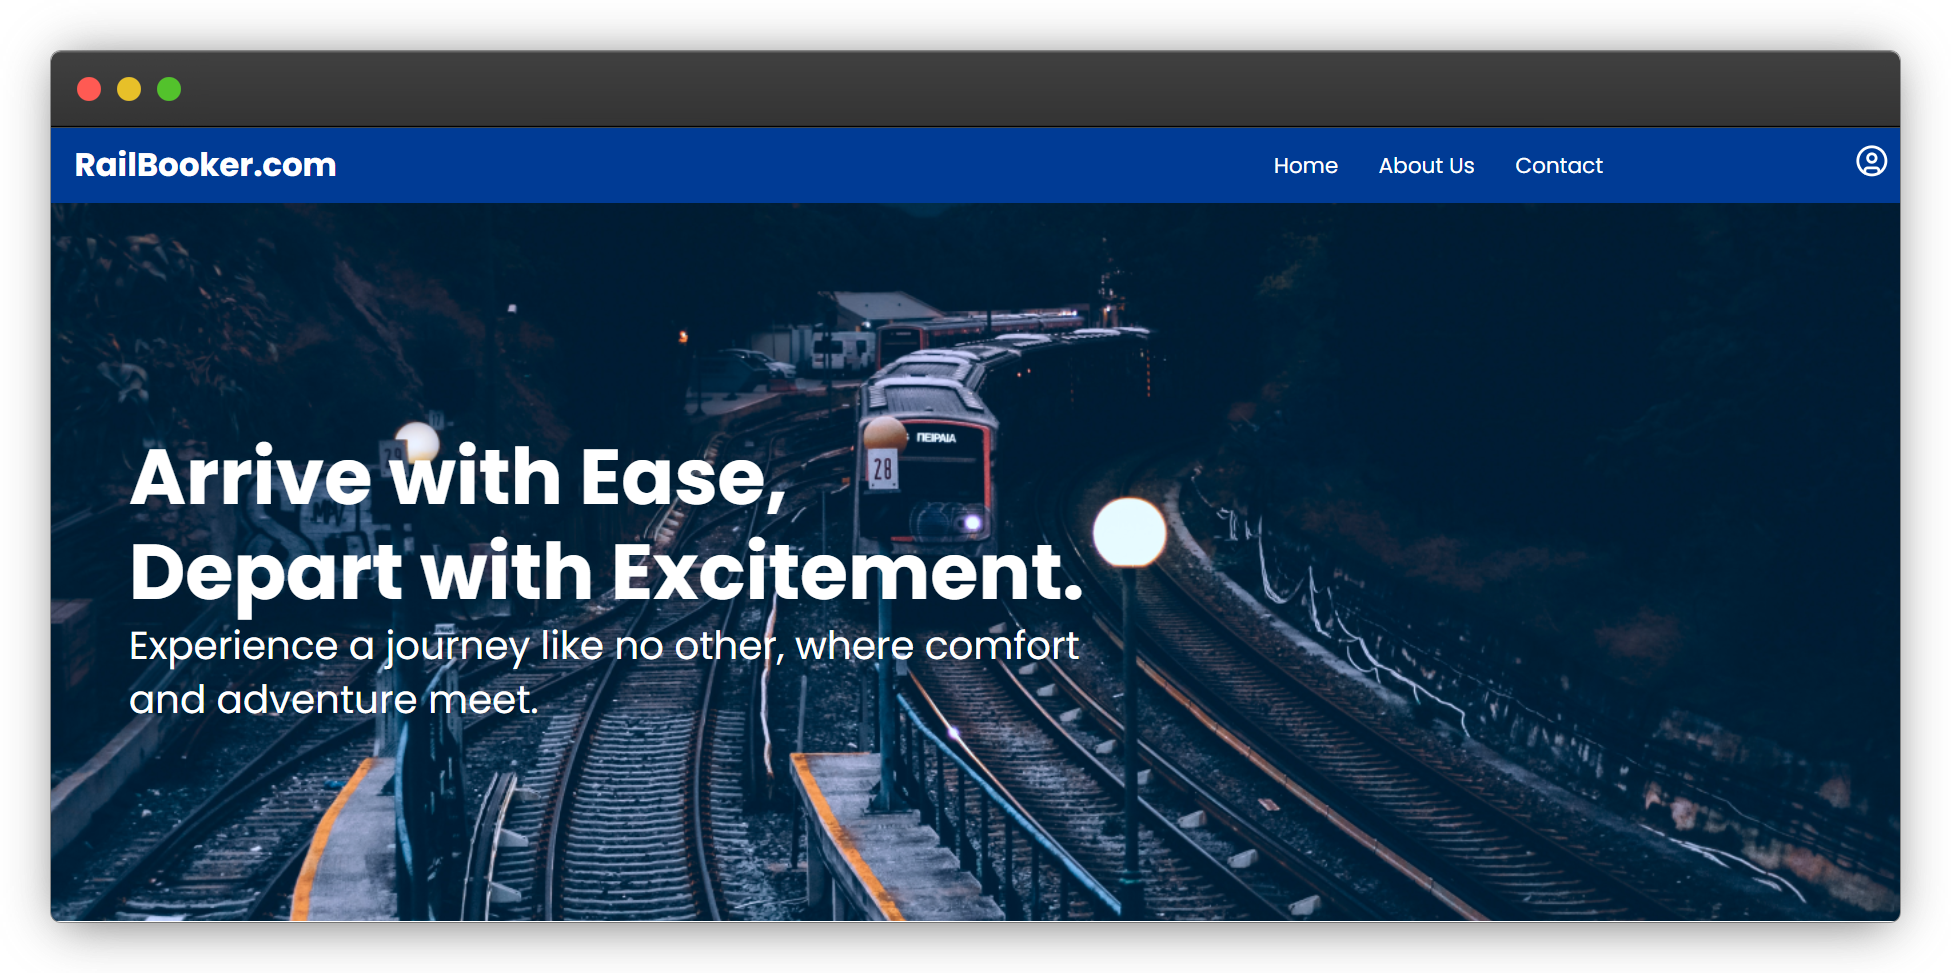 RailBooker.com
Home About Us Contact
ΠΕΙΡΑΙΑ
28
29
Arrive with Ease,
Depart with Excitement.
Experience a journey like no other, where comfort
and adventure meet.